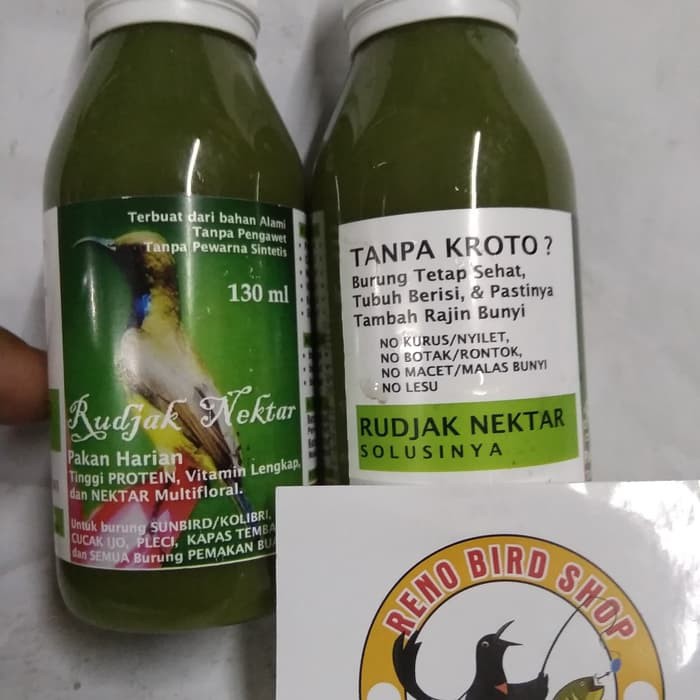 Terbuat dari bahan Alami
Tanpa Pengawet
Tanpa Pewarna Sintetis
130 ml
Rudjak Nektar
Pakan Harian
Tinggi PROTEIN, Vitamin Lengkap,
dan NEKTAR Multifloral.
Untuk burung SUNBIRD/KOLIBRI,
CUCAK IJO, PLECI, KAPAS TEMBA
dan SEMUA Burung PEMAKAN BUA
TANPA KROTO ?
Burung Tetap Sehat,
Tubuh Berisi, & Pastinya
Tambah Rajin Bunyi
NO KURUS/NYILET,
NO BOTAK/RONTOK,
NO MACET/MALAS BUNYI
NO LESU
RUDJAK NEKTAR
SOLUSINYA
RENO BIRD SHOP